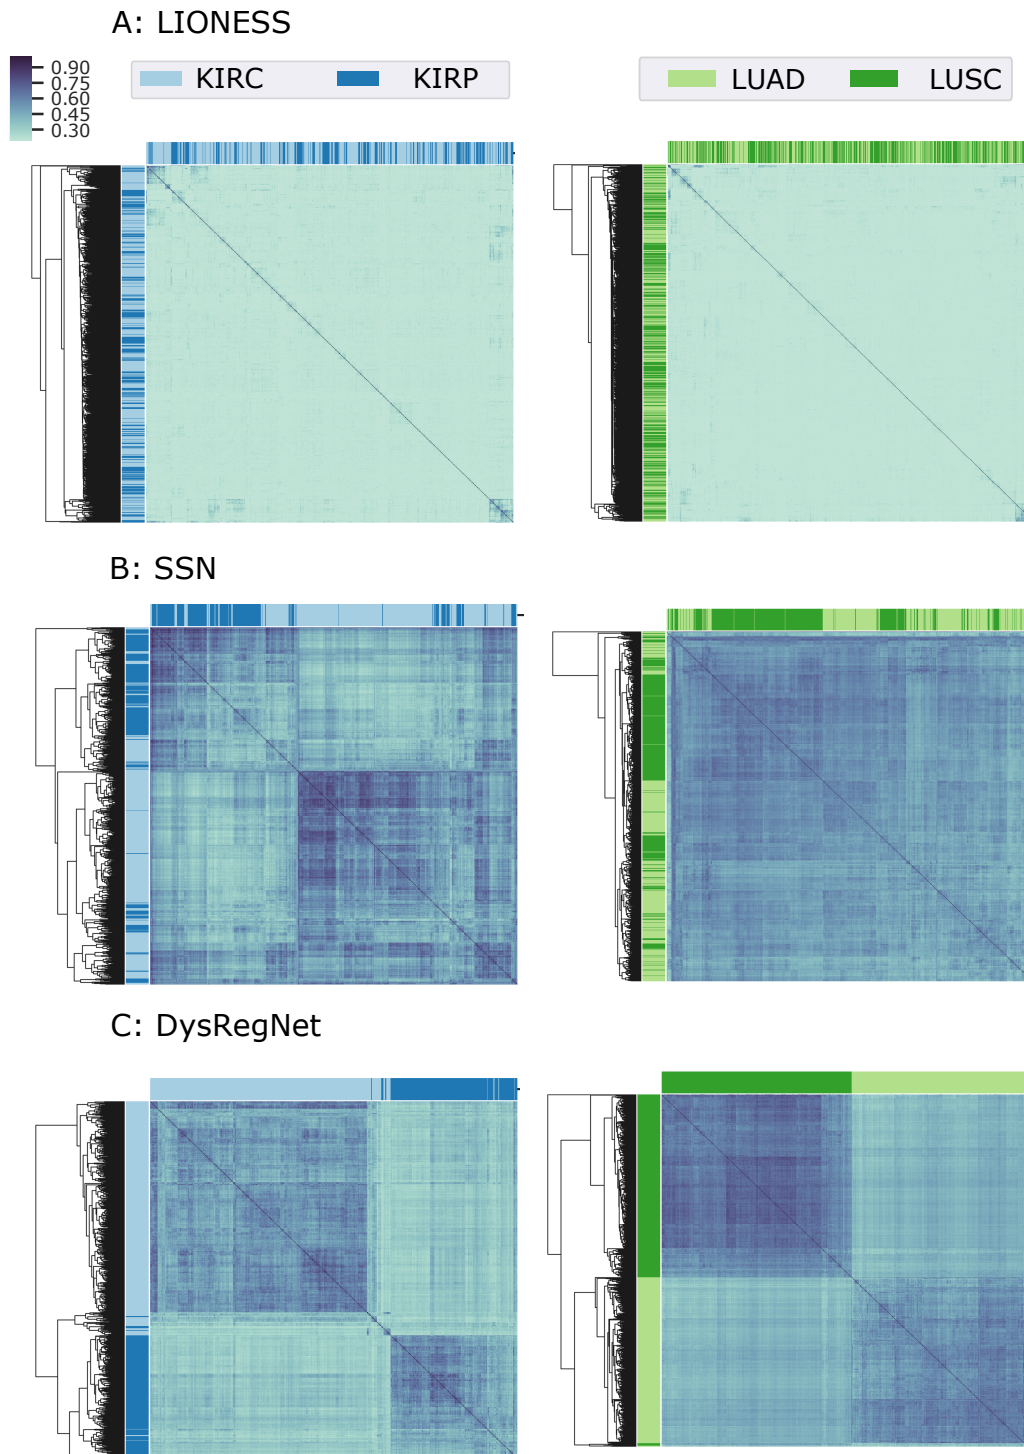 A: LIONESS
0.90
0.75
0.60
0.45
0.30
KIRC KIRP
LUAD LUSC
B: SSN
C: DysRegNet